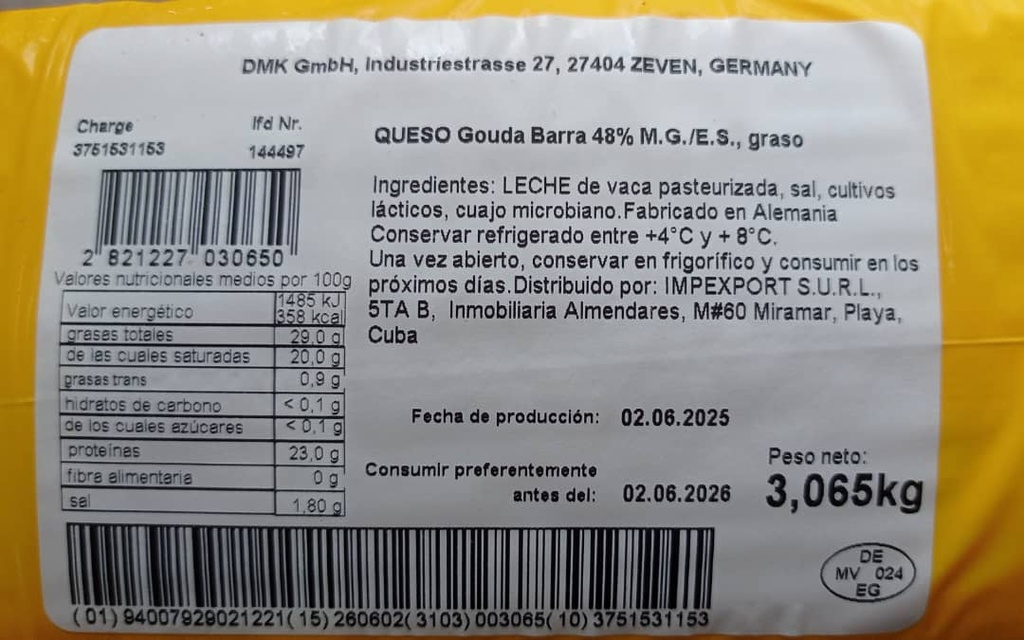 DMK GmbH, Industriestrasse 27, 27404 ZEVEN, GERMANY
Charge
lfd Nr.
3751531153
144497
2 821227 030650
Valores nutricionales medios por 100g
Valor energético 1485 kJ
358 kcal
grasas totales 29,0 g
de las cuales saturadas 20,0 g
grasas trans 0,9 g
hidratos de carbono < 0,1 g
de los cuales azúcares < 0,1 g
proteínas 23,0 g
fibra alimentaria 0 g
sal 1,80 g
QUESO Gouda Barra 48% M.G./E.S., graso
Ingredientes: LECHE de vaca pasteurizada, sal, cultivos
lácticos, cuajo microbiano.Fabricado en Alemania
Conservar refrigerado entre +4°C y + 8°C.
Una vez abierto, conservar en frigorífico y consumir en los
próximos días.Distribuido por: IMPEXPORT S.U.R.L.,
5TA B, Inmobiliaria Almendares, M#60 Miramar, Playa,
Cuba
Fecha de producción: 02.06.2025
Consumir preferentemente
antes del: 02.06.2026
Peso neto:
3,065kg
DE
MV 024
EG
(01)94007929021221(15)260602(3103)003065(10)3751531153